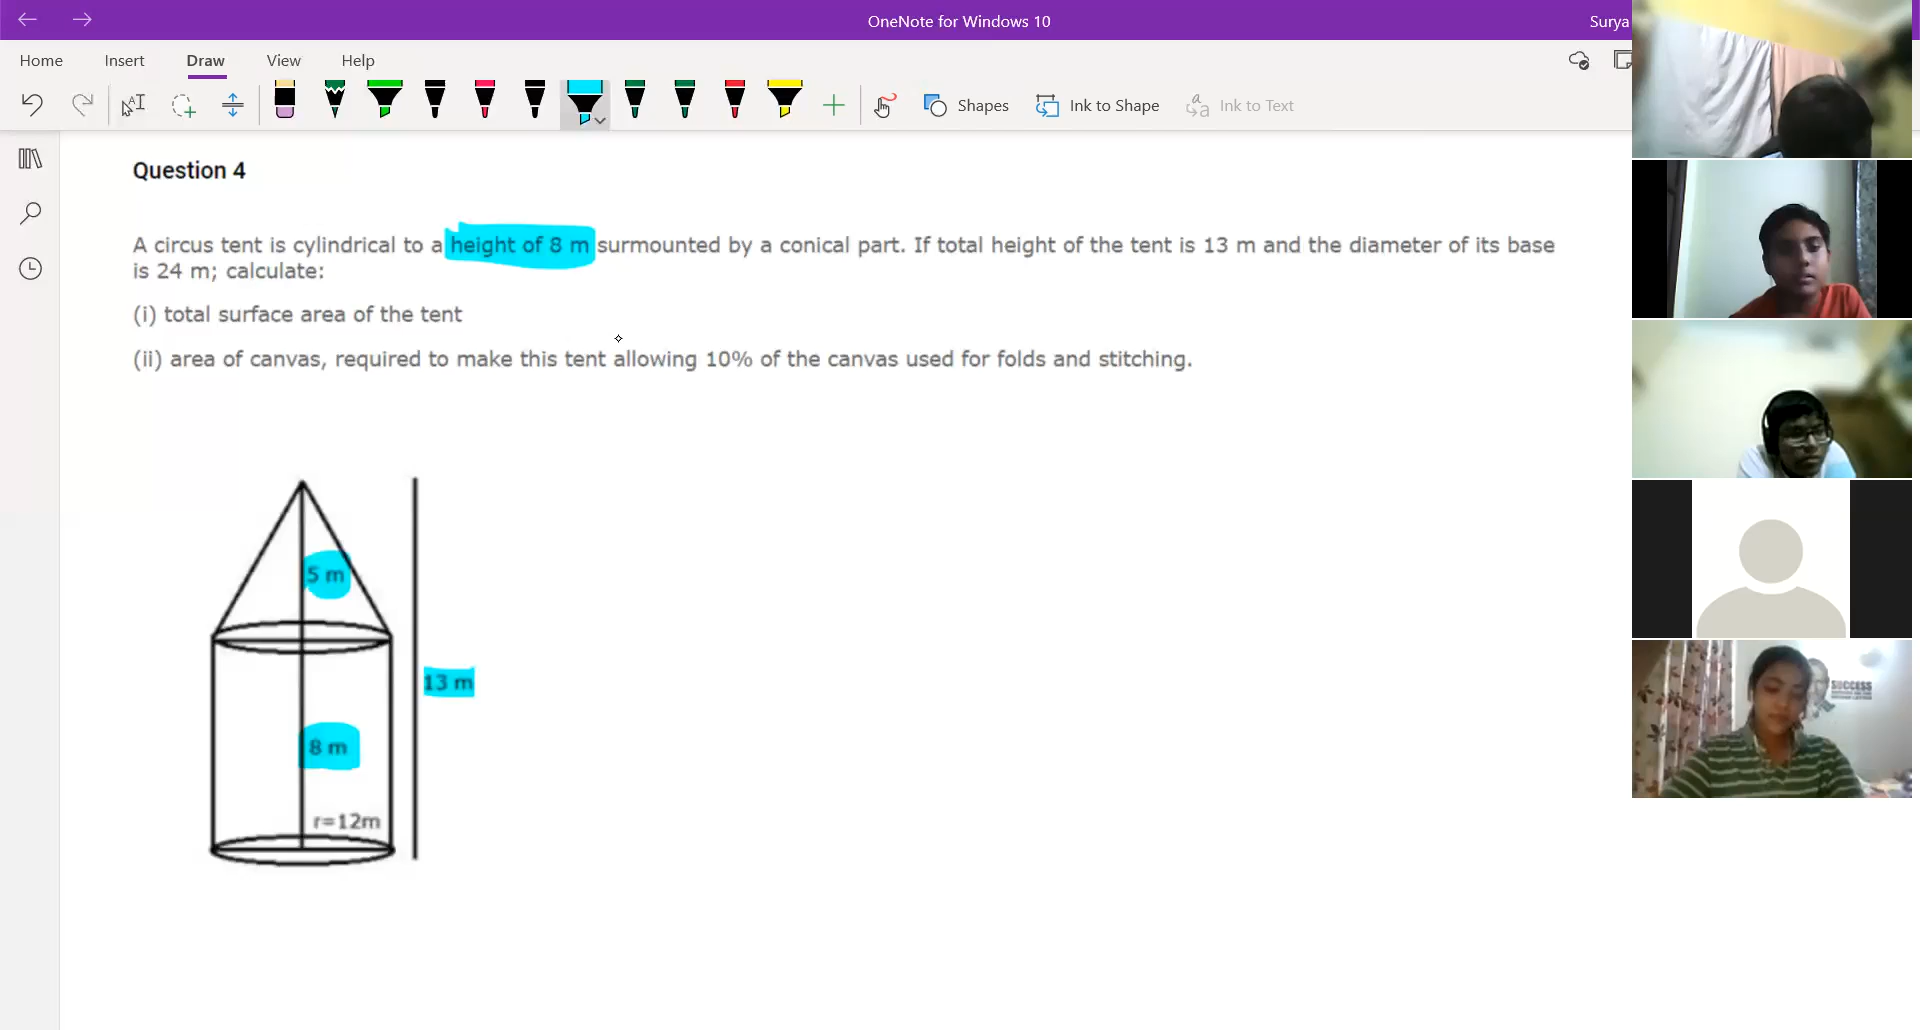 OneNote for Windows 10
Surya
Home Insert Draw View Help
Shapes Ink to Shape Ink to Text
Question 4
A circus tent is cylindrical to a height of 8 m surmounted by a conical part. If total height of the tent is 13 m and the diameter of its base
is 24 m; calculate:
(i) total surface area of the tent
(ii) area of canvas, required to make this tent allowing 10% of the canvas used for folds and stitching.
5 m
13 m
8 m
r=12m
SUCCESS